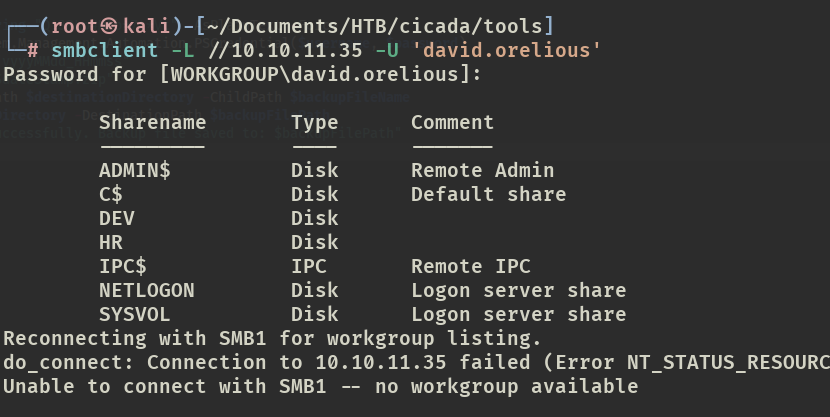 ┌──(root㉿kali)-[~/Documents/HTB/cicada/tools]
└─# smbclient -L //10.10.11.35 -U 'david.orelious'
Password for [WORKGROUP\david.orelious]:
Sharename Type Comment
--------- ---- -------
ADMIN$ Disk Remote Admin
C$ Disk Default share
DEV Disk
HR Disk
IPC$ IPC Remote IPC
NETLOGON Disk Logon server share
SYSVOL Disk Logon server share
Reconnecting with SMB1 for workgroup listing.
do_connect: Connection to 10.10.11.35 failed (Error NT_STATUS_RESOURC
Unable to connect with SMB1 -- no workgroup available